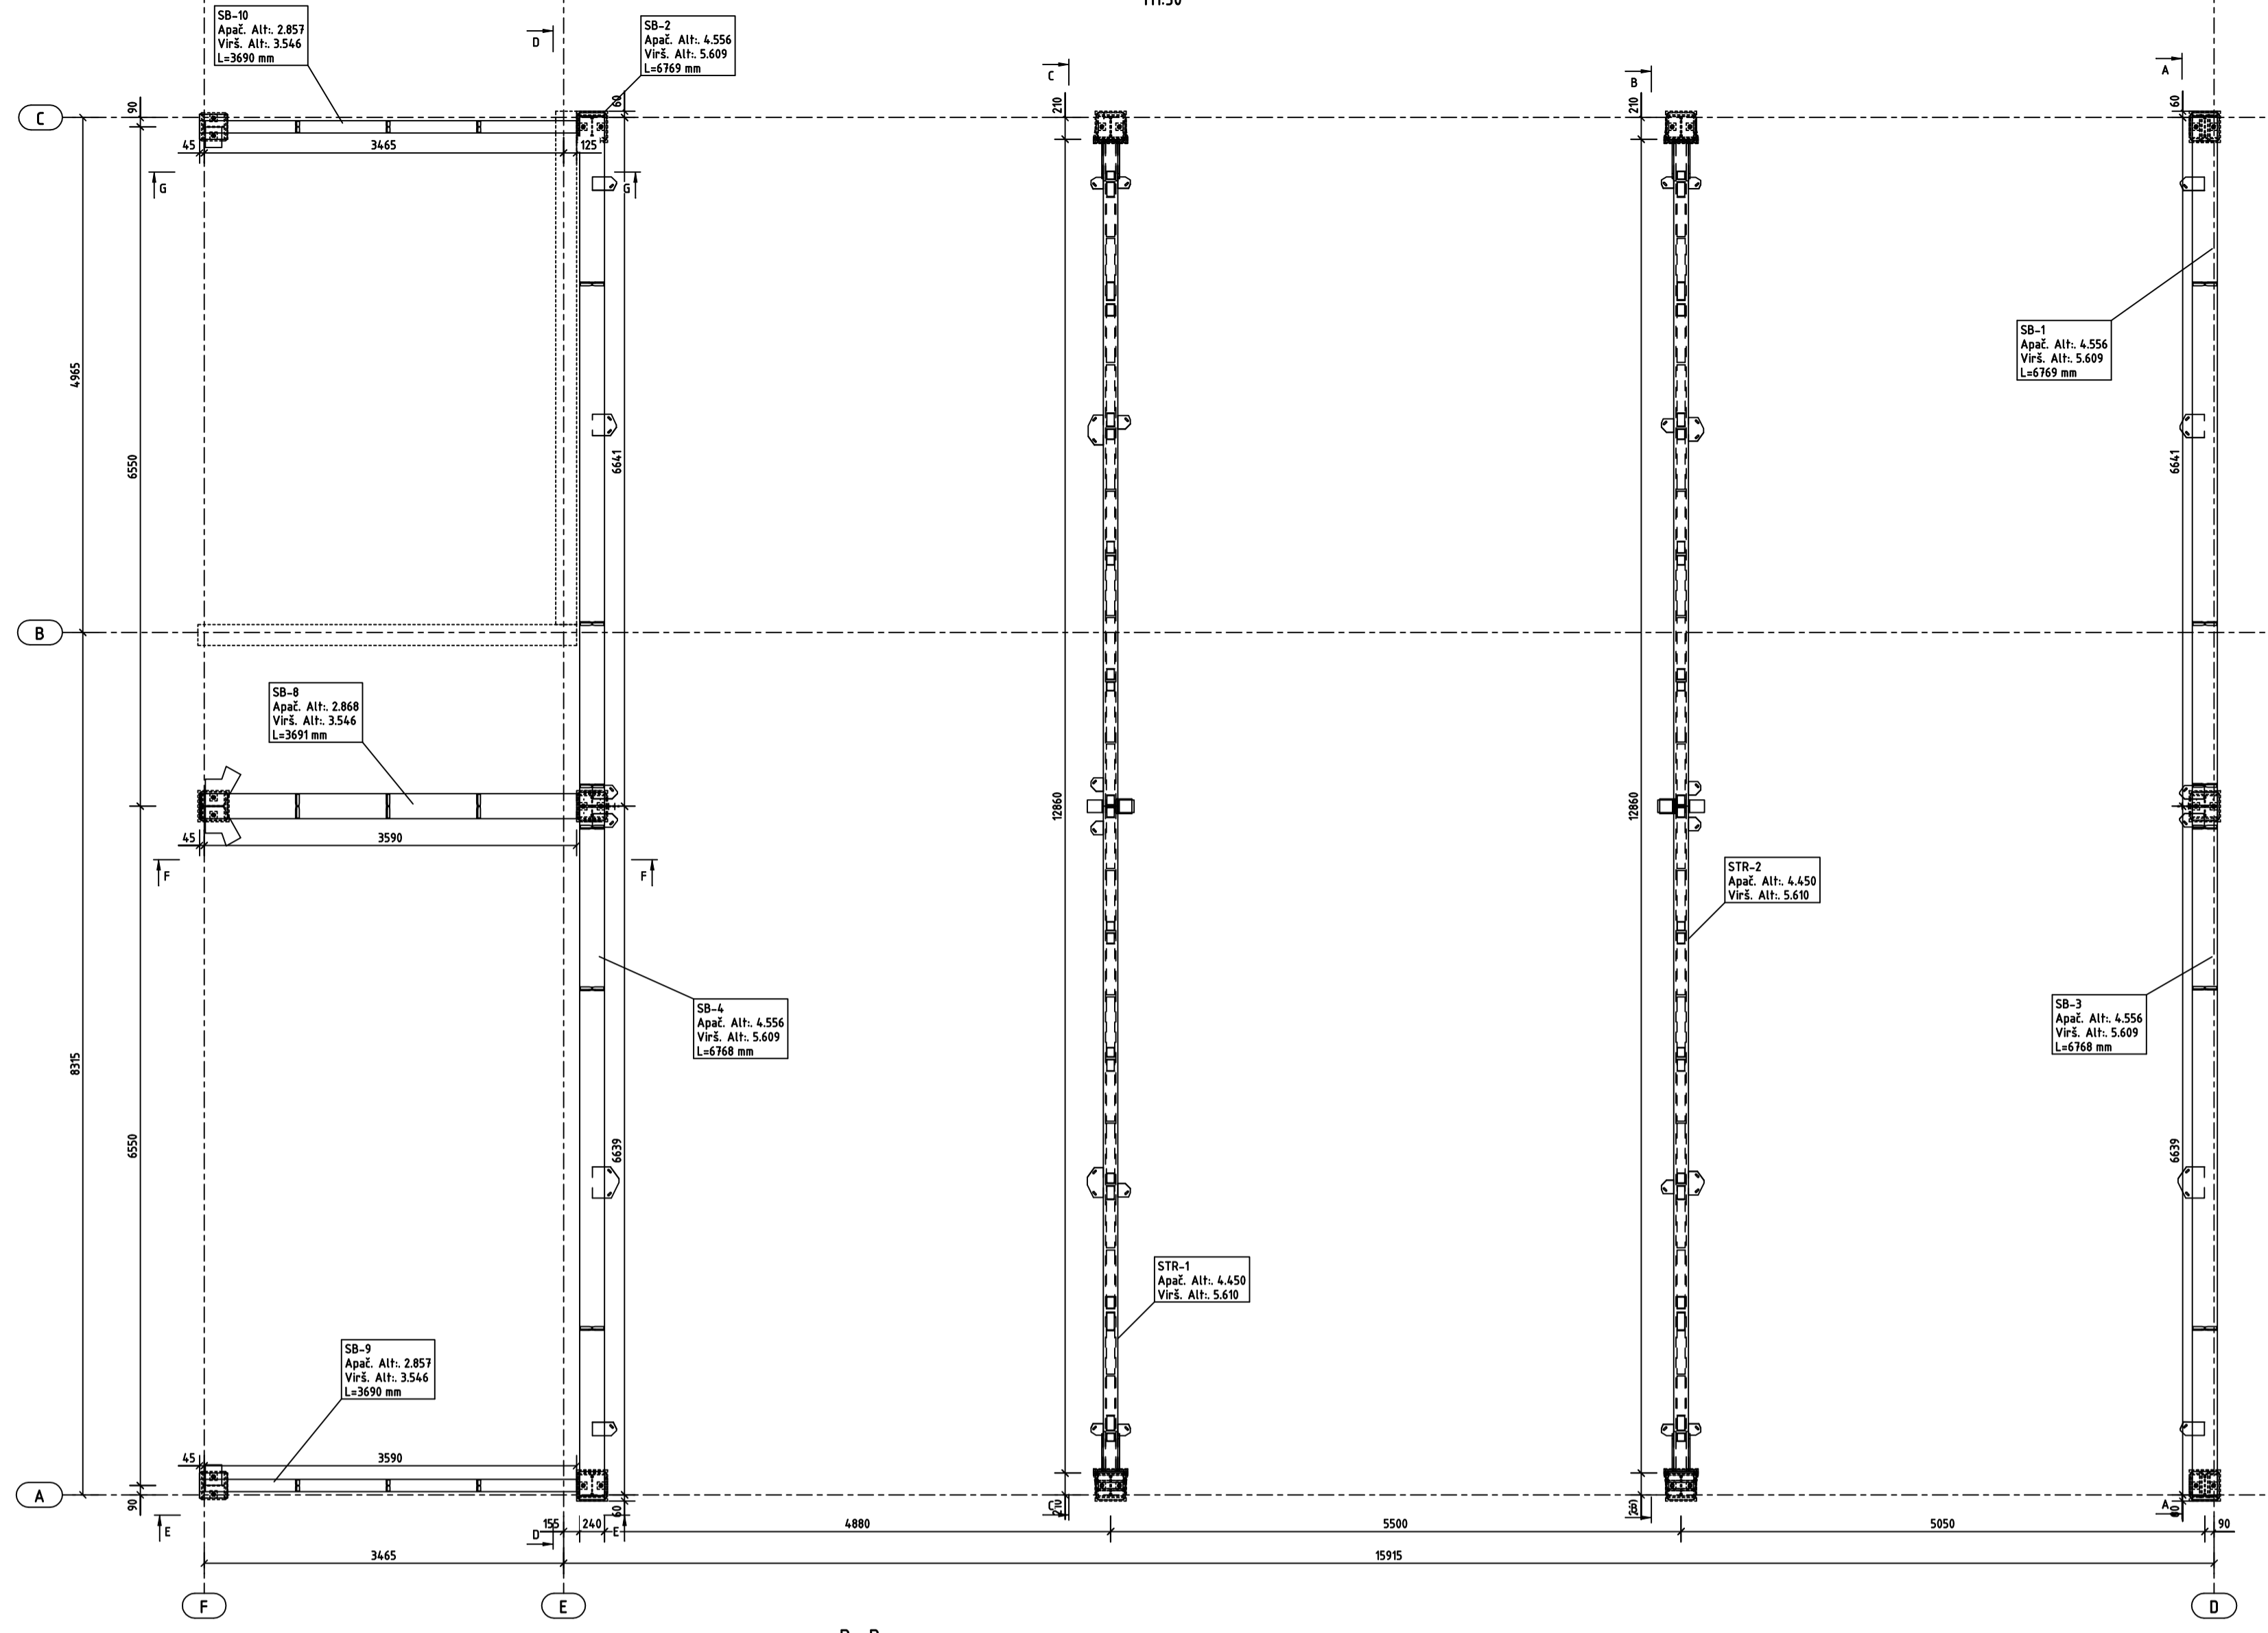 SB-10
Apač. Alt:. 2.857
Virš. Alt:. 3.546
L=3690 mm
SB-2
Apač. Alt:. 4.556
Virš. Alt:. 5.609
L=6769 mm
D
C
B
A
90
60
210
210
60
C
45
3465
125
G
G
4965
6550
6641
6641
SB-1
Apač. Alt:. 4.556
Virš. Alt:. 5.609
L=6769 mm
B
SB-8
Apač. Alt:. 2.868
Virš. Alt:. 3.546
L=3691 mm
12860
12860
45
3590
F
F
STR-2
Apač. Alt:. 4.450
Virš. Alt:. 5.610
SB-4
Apač. Alt:. 4.556
Virš. Alt:. 5.609
L=6768 mm
SB-3
Apač. Alt:. 4.556
Virš. Alt:. 5.609
L=6768 mm
8315
6550
6639
6639
STR-1
Apač. Alt:. 4.450
Virš. Alt:. 5.610
SB-9
Apač. Alt:. 2.857
Virš. Alt:. 3.546
L=3690 mm
45
3590
A
90
60
C
A
E
D
155
240
E
4880
5500
5050
90
3465
15915
F
E
D